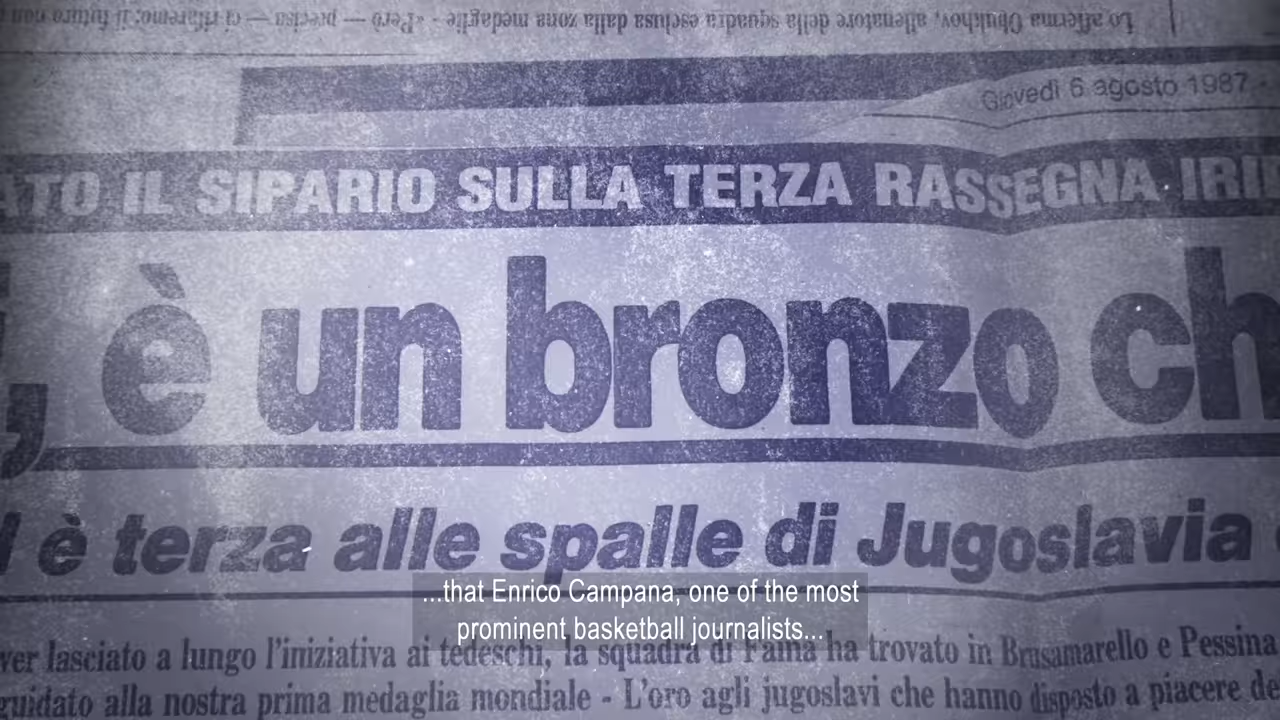 Lo afferma Obukhov, allenatore della squadra esclusa dalla zona medaglie - «Però — precisa — ci rifaremo: il futuro non
Giovedì 6 agosto 1987 -
ATO IL SIPARIO SULLA TERZA RASSEGNA IRI
, è un bronzo ch
è terza alle spalle di Jugoslavia
ver lasciato a lungo l'iniziativa ai tedeschi, la squadra di Faina ha trovato in Brusamarello e Pessina
guidato alla nostra prima medaglia mondiale - L'oro agli jugoslavi che hanno disposto a piacere de
...that Enrico Campana, one of the most
prominent basketball journalists...